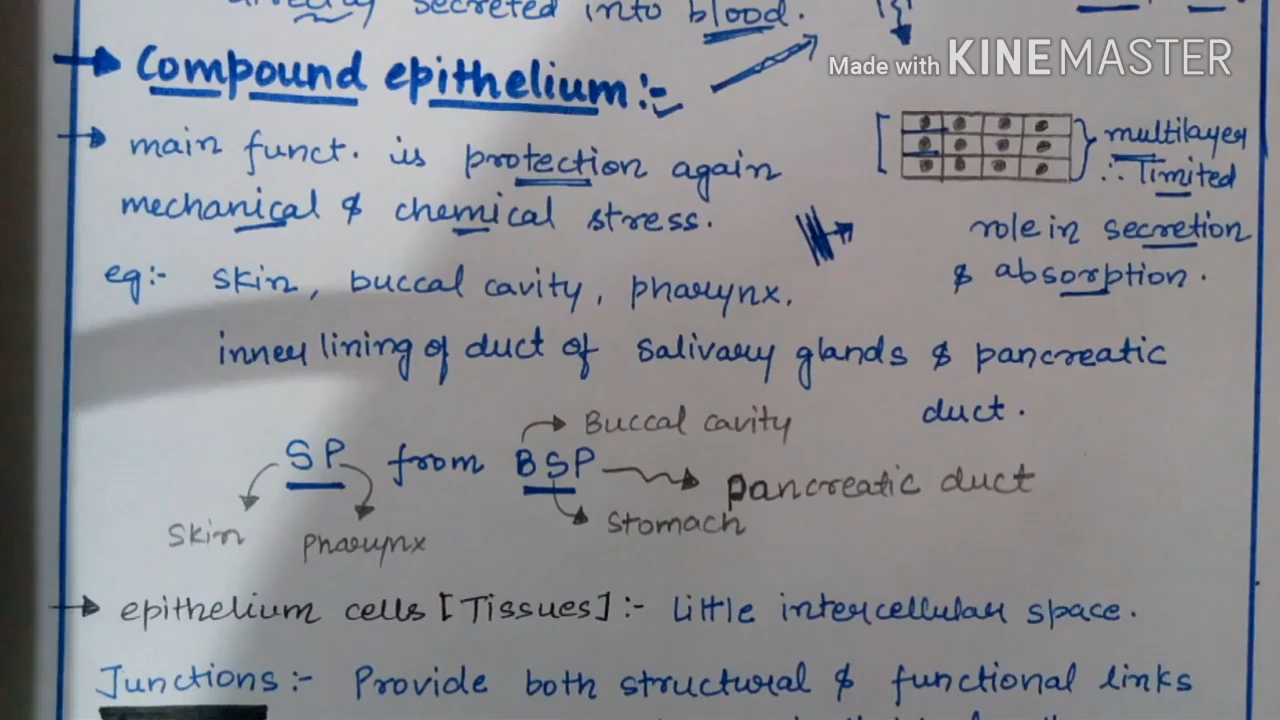 directly secreted into blood.
Made with KINEMASTER
Compound epithelium :-
main funct. is protection again
mechanical & chemical stress.
multilayer
∴ Limited
role in secretion
& absorption.
eg:- skin, buccal cavity, pharynx.
inner lining of duct of salivary glands & pancreatic
duct.
Buccal cavity
SP from BSP
pancreatic duct
Stomach
Skin
Pharynx
epithelium cells [Tissues] :- Little intercellular space.
Junctions :- Provide both structural & functional links